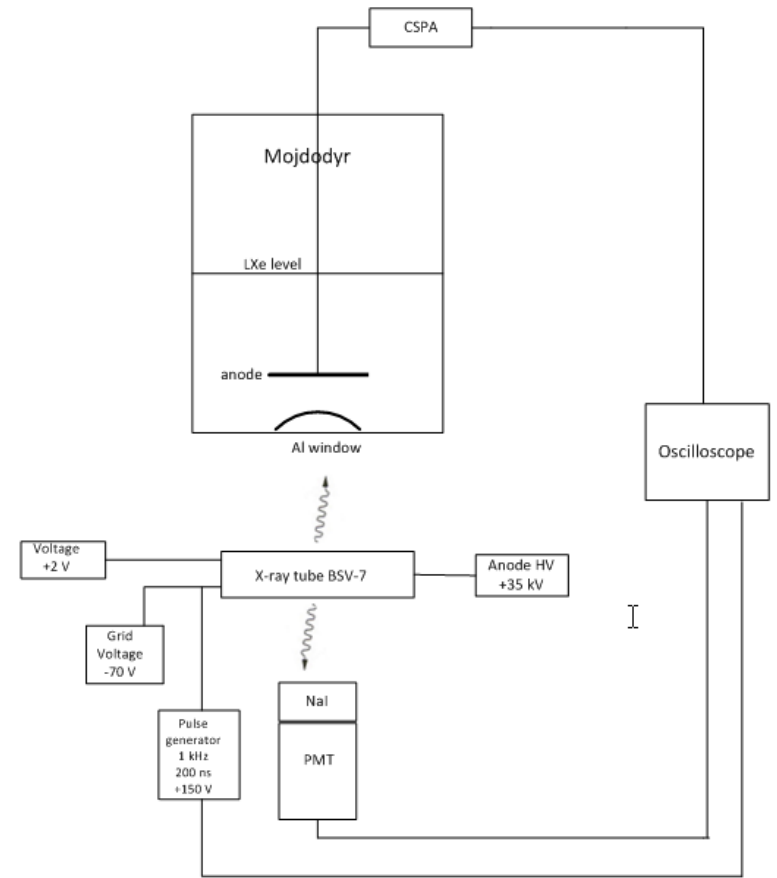 CSPA
Mojdodyr
LXe level
anode
Al window
Oscilloscope
Voltage
+2 V
X-ray tube BSV-7
Anode HV
+35 kV
Grid
Voltage
-70 V
NaI
Pulse
generator
1 kHz
200 ns
+150 V
PMT